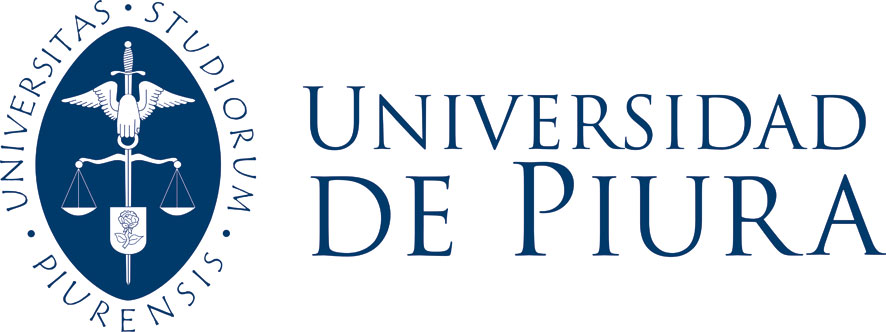 UNIVERSITAS · STUDIORUM · PIURENSIS ·
UNIVERSIDAD
DE PIURA